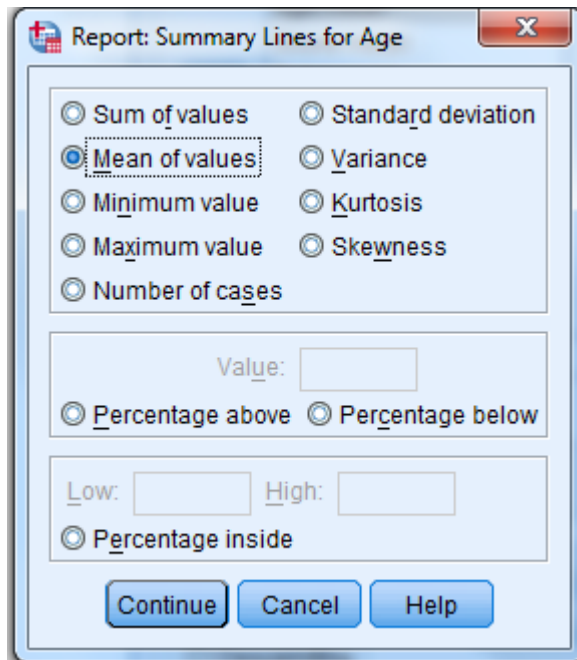 Report: Summary Lines for Age
Sum of values Standard deviation
Mean of values Variance
Minimum value Kurtosis
Maximum value Skewness
Number of cases
Value:
Percentage above Percentage below
Low: High:
Percentage inside
Continue Cancel Help